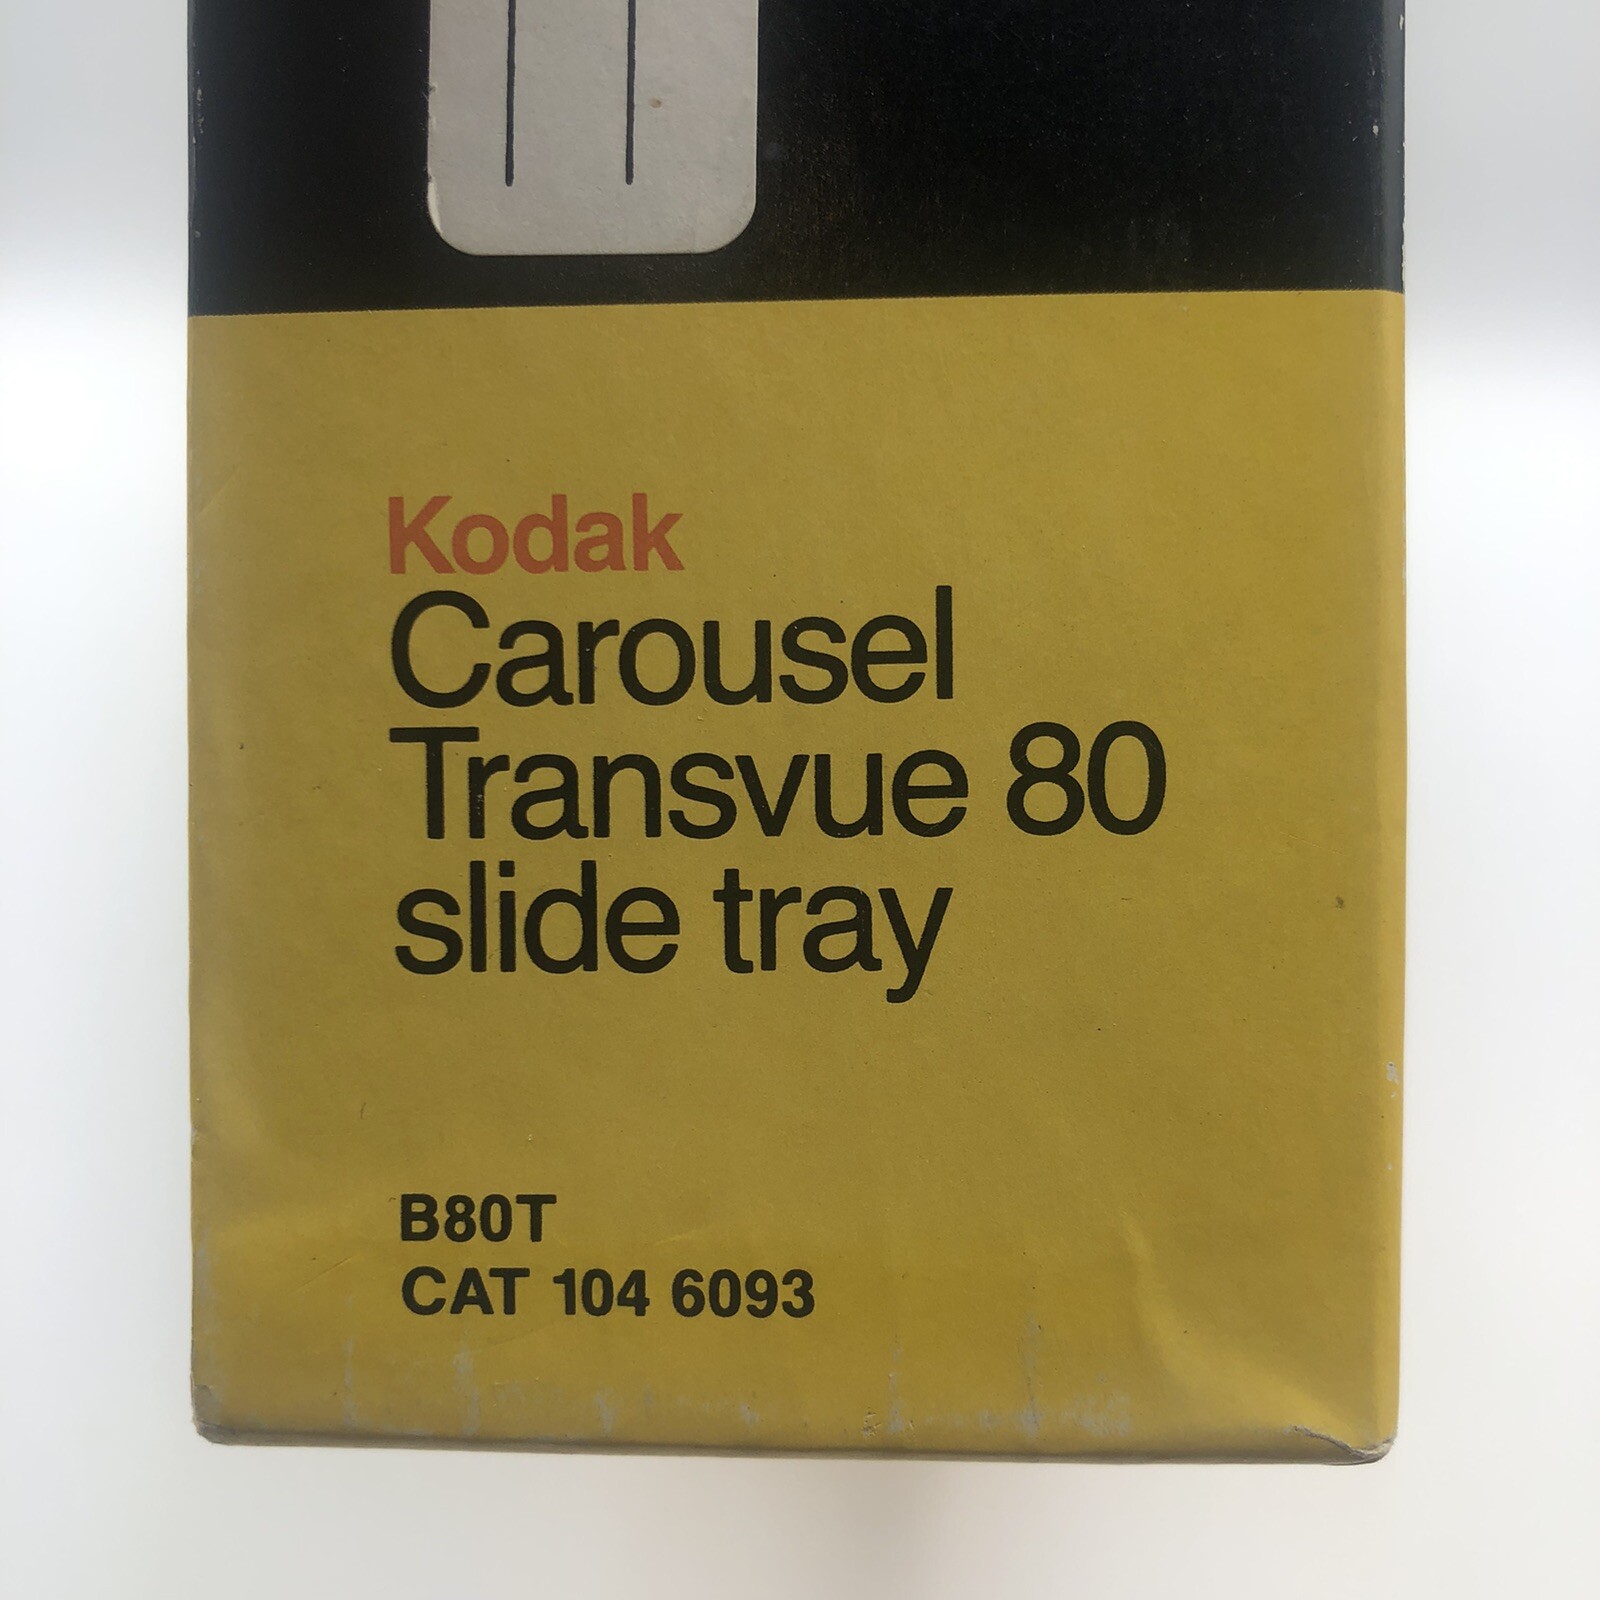 Kodak
Carousel
Transvue 80
slide tray
B80T
CAT 104 6093